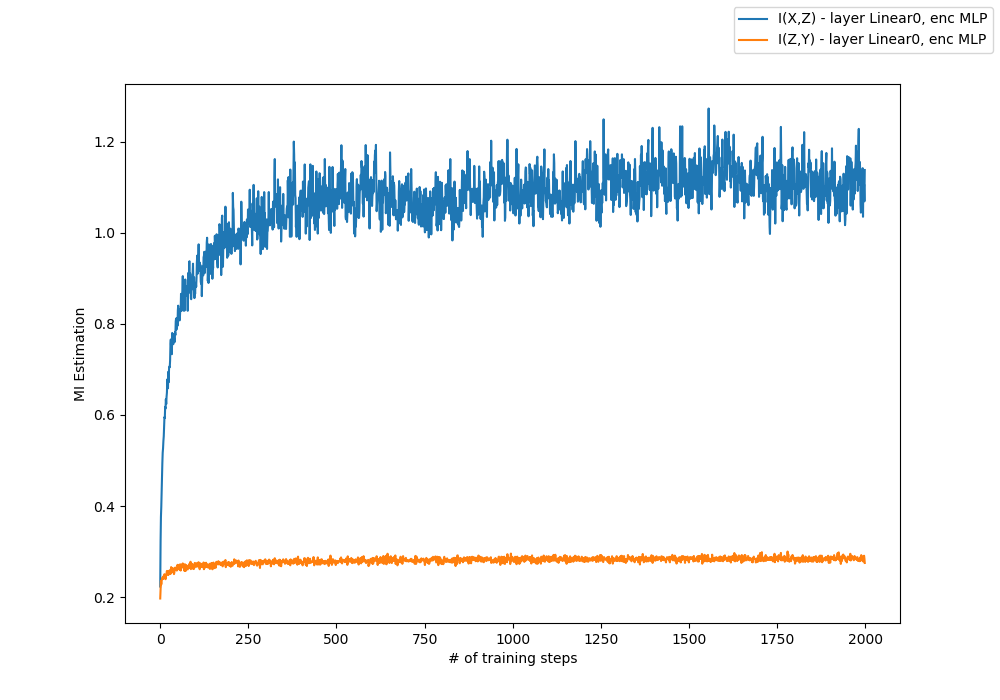 I(X,Z) - layer Linear0, enc MLP
I(Z,Y) - layer Linear0, enc MLP
1.2
1.0
0.8
0.6
0.4
0.2
MI Estimation
0 250 500 750 1000 1250 1500 1750 2000
# of training steps